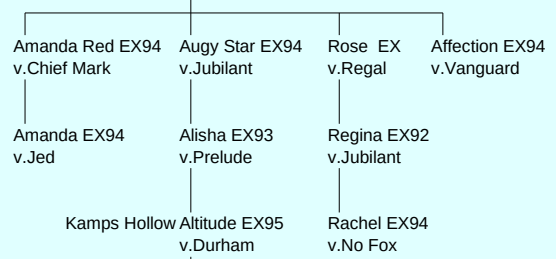 Amanda Red EX94 Augy Star EX94 Rose EX Affection EX94
v.Chief Mark v.Jubilant v.Regal v.Vanguard
Amanda EX94 Alisha EX93 Regina EX92
v.Jed v.Prelude v.Jubilant
Kamps Hollow Altitude EX95 Rachel EX94
v.Durham v.No Fox